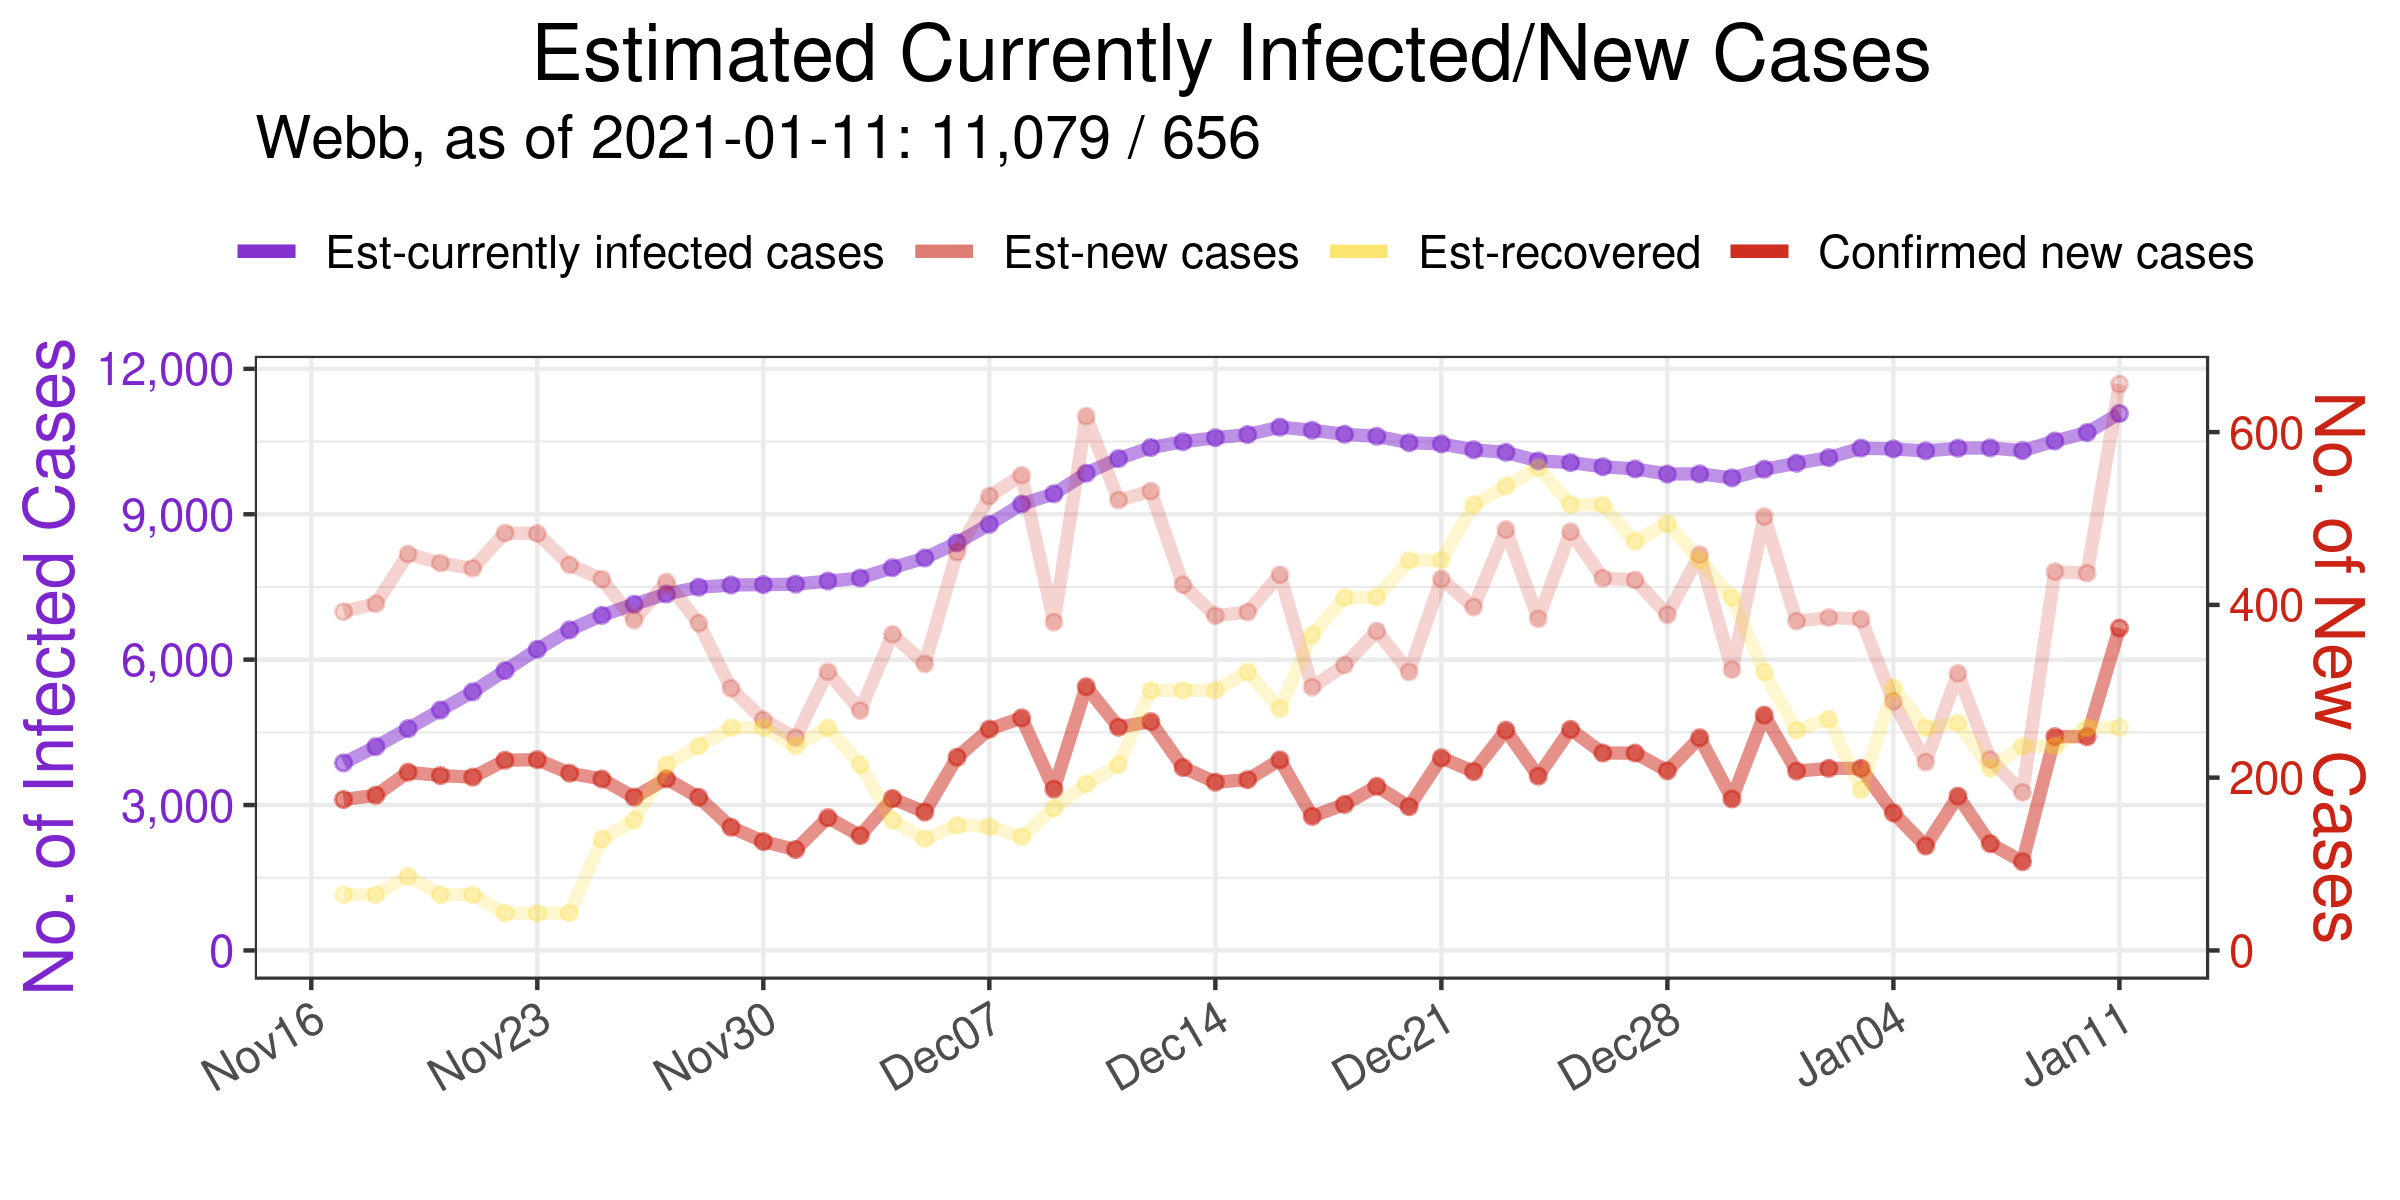 Estimated Currently Infected/New Cases
Webb, as of 2021-01-11: 11,079 / 656
Est-currently infected cases Est-new cases Est-recovered Confirmed new cases
No. of Infected Cases
12,000
9,000
6,000
3,000
0
600
400
200
0
No. of New Cases
Nov16 Nov23 Nov30 Dec07 Dec14 Dec21 Dec28 Jan04 Jan11